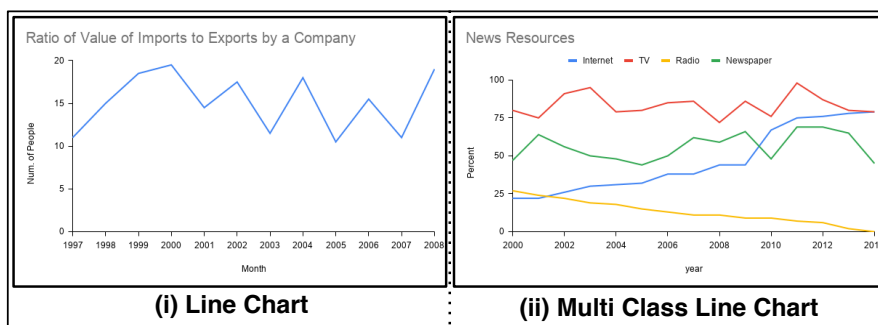 Ratio of Value of Imports to Exports by a Company
20
15
10
5
0
Num. of People
1997 1998 1999 2000 2001 2002 2003 2004 2005 2006 2007 2008
Month
(i) Line Chart
News Resources
Internet TV Radio Newspaper
100
75
50
25
0
Percent
2000 2002 2004 2006 2008 2010 2012 201
year
(ii) Multi Class Line Chart